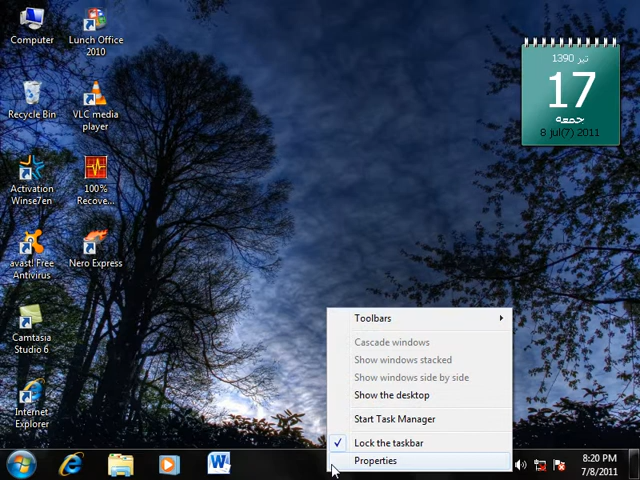 Computer
Lunch Office
2010
Recycle Bin
VLC media
player
Activation
Winse7en
100%
Recove...
avast! Free
Antivirus
Nero Express
Camtasia
Studio 6
Internet
Explorer
تیر 1390
17
جمعه
8 jul(7) 2011
Toolbars
Cascade windows
Show windows stacked
Show windows side by side
Show the desktop
Start Task Manager
Lock the taskbar
Properties
8:20 PM
7/8/2011